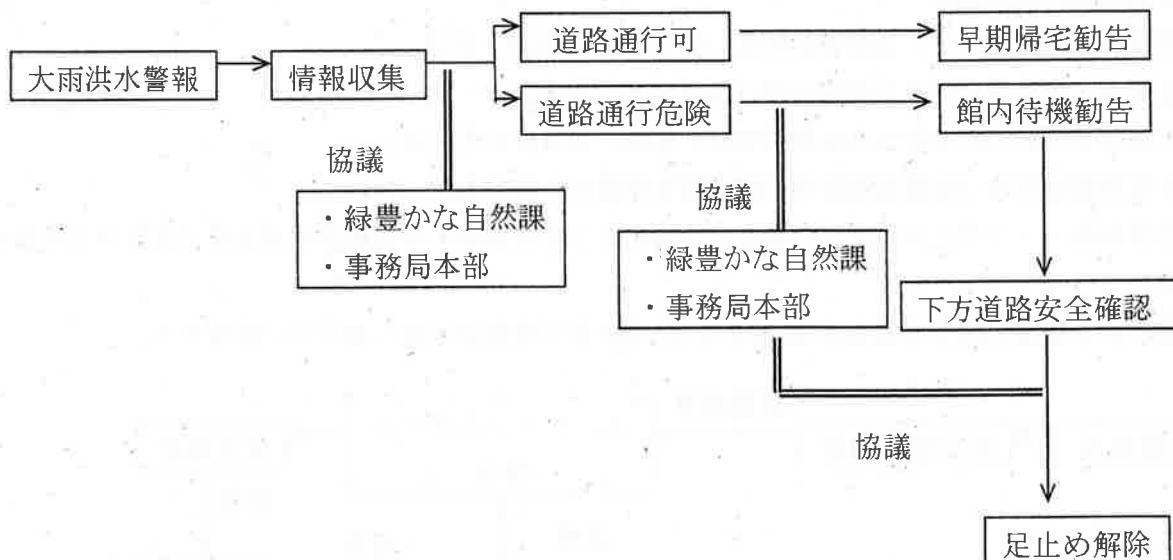 大雨洪水警報
情報収集
道路通行可
早期帰宅勧告
道路通行危険
館内待機勧告
協議
・緑豊かな自然課
・事務局本部
協議
・緑豊かな自然課
・事務局本部
下方道路安全確認
協議
足止め解除